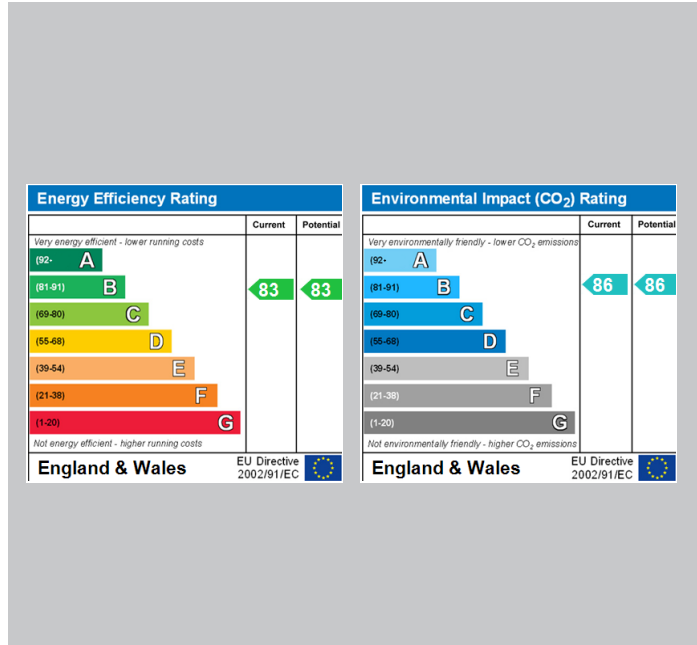 Energy Efficiency Rating
Current Potential
Very energy efficient - lower running costs
(92- A
(81-91) B
83 83
(69-80) C
(55-68) D
(39-54) E
(21-38) F
(1-20) G
Not energy efficient - higher running costs
England & Wales
EU Directive
2002/91/EC
Environmental Impact (CO2) Rating
Current Potential
Very environmentally friendly - lower CO2 emissions
(92- A
(81-91) B
86 86
(69-80) C
(55-68) D
(39-54) E
(21-38) F
(1-20) G
Not environmentally friendly - higher CO2 emissions
England & Wales
EU Directive
2002/91/EC